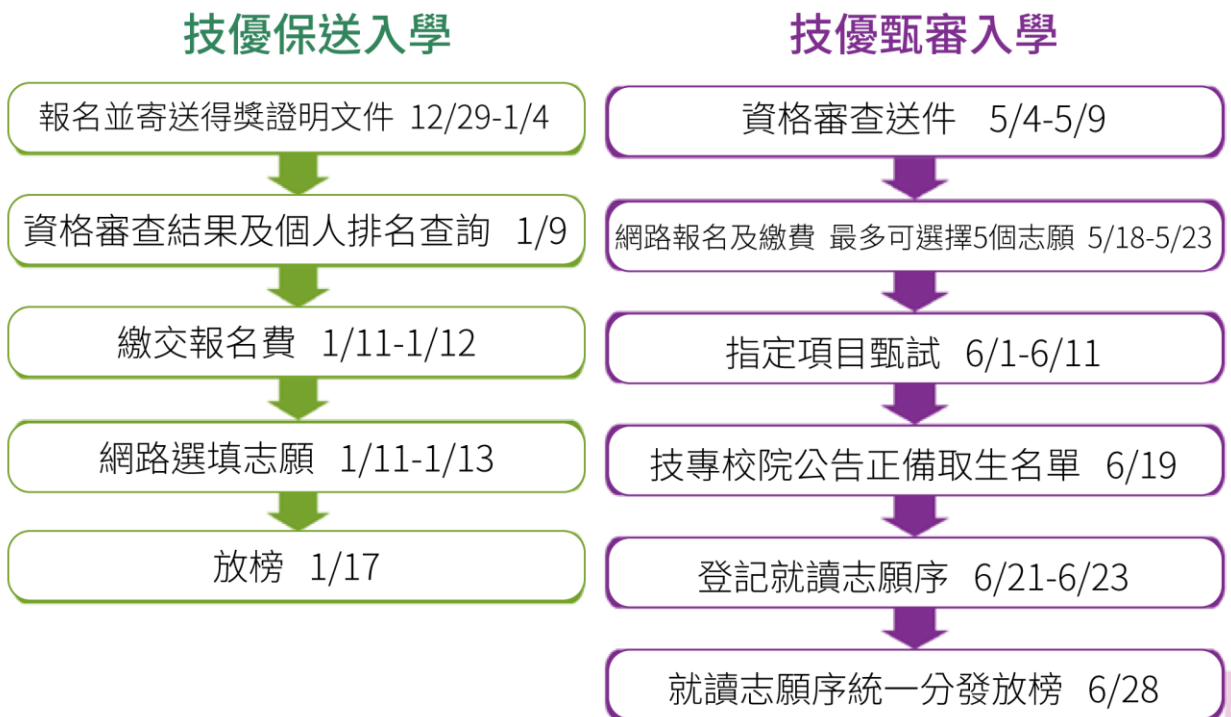 技優保送入學
報名並寄送得獎證明文件 12/29-1/4
資格審查結果及個人排名查詢 1/9
繳交報名費 1/11-1/12
網路選填志願 1/11-1/13
放榜 1/17
技優甄審入學
資格審查送件 5/4-5/9
網路報名及繳費 最多可選擇5個志願 5/18-5/23
指定項目甄試 6/1-6/11
技專校院公告正備取生名單 6/19
登記就讀志願序 6/21-6/23
就讀志願序統一分發放榜 6/28